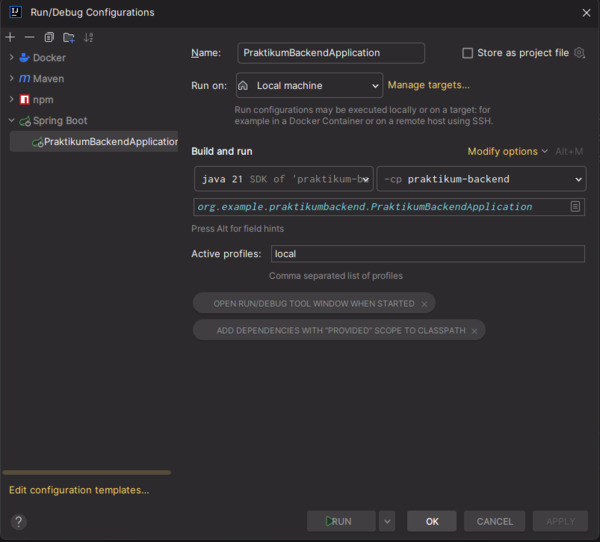 Run/Debug Configurations
Docker
Maven
npm
Spring Boot
PraktikumBackendApplication
Edit configuration templates...
Name:
PraktikumBackendApplication
Store as project file
Run on:
Local machine
Manage targets...
Run configurations may be executed locally or on a target: for
example in a Docker Container or on a remote host using SSH.
Build and run
Modify options
Alt+M
java 21 SDK of 'praktikum-b
-cp praktikum-backend
org.example.praktikumbackend.PraktikumBackendApplication
Press Alt for field hints
Active profiles:
local
Comma separated list of profiles
OPEN RUN/DEBUG TOOL WINDOW WHEN STARTED
ADD DEPENDENCIES WITH "PROVIDED" SCOPE TO CLASSPATH
?
RUN
OK
CANCEL
APPLY